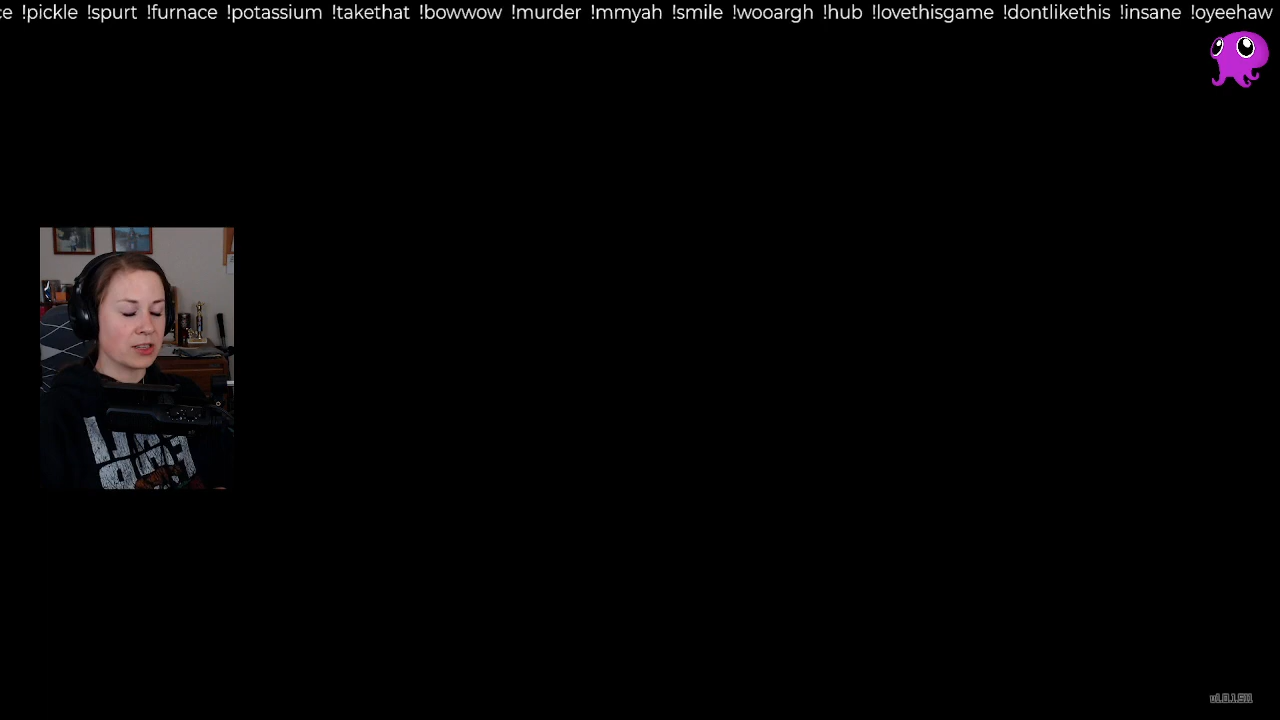 !pickle !spurt !furnace !potassium !takethat !bowwow !murder !mmyah !smile !wooargh !hub !lovethisgame !dontlikethis !insane !oyeehaw